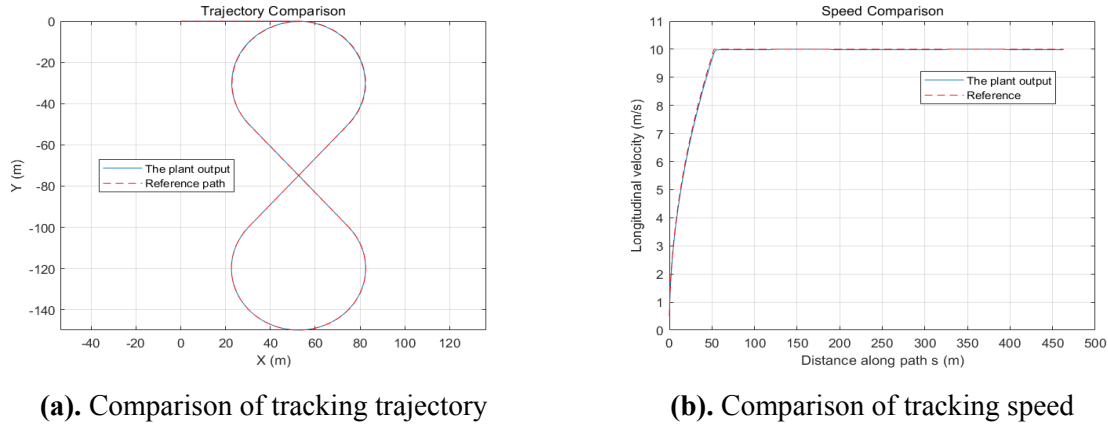 Trajectory Comparison
0
-20
-40
-60
-80
-100
-120
-140
Y (m)
The plant output
Reference path
-40 -20 0 20 40 60 80 100 120
X (m)
Speed Comparison
11
10
9
8
7
6
5
4
3
2
1
0
Longitudinal velocity (m/s)
The plant output
Reference
0 50 100 150 200 250 300 350 400 450 500
Distance along path s (m)
(a). Comparison of tracking trajectory
(b). Comparison of tracking speed